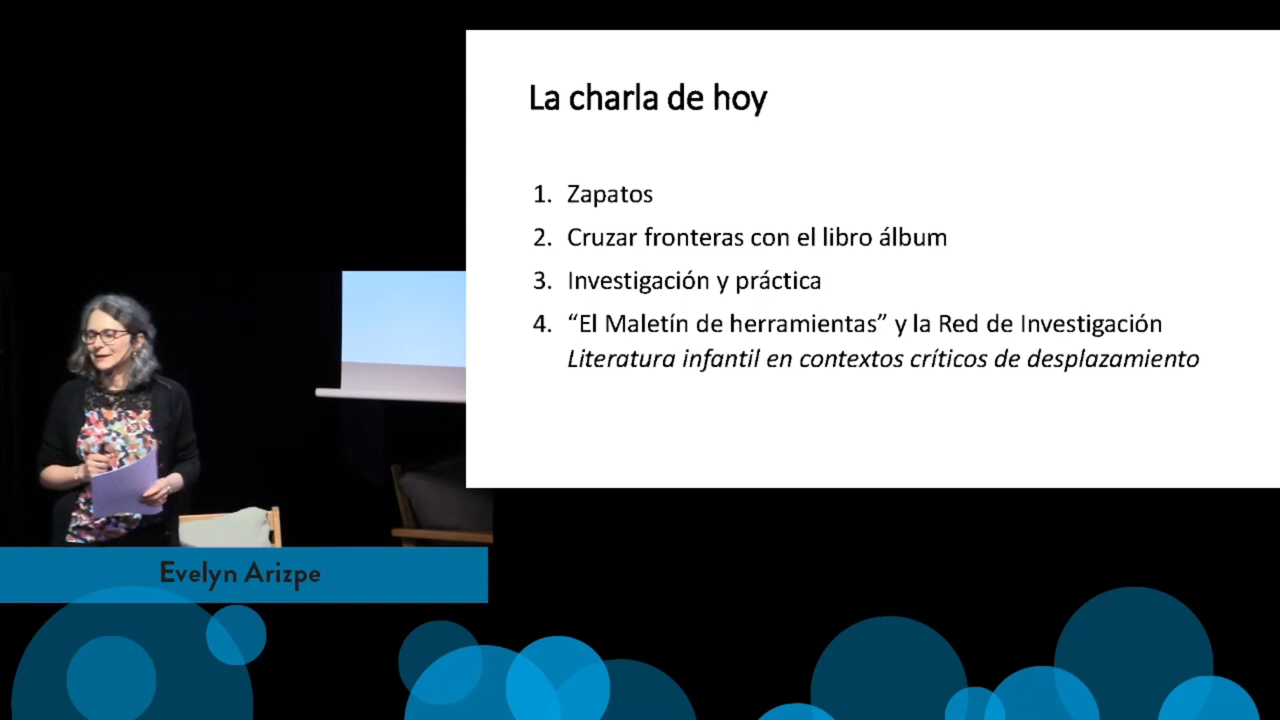 La charla de hoy
1. Zapatos
2. Cruzar fronteras con el libro álbum
3. Investigación y práctica
4. “El Maletín de herramientas” y la Red de Investigación
Literatura infantil en contextos críticos de desplazamiento
Evelyn Arizpe